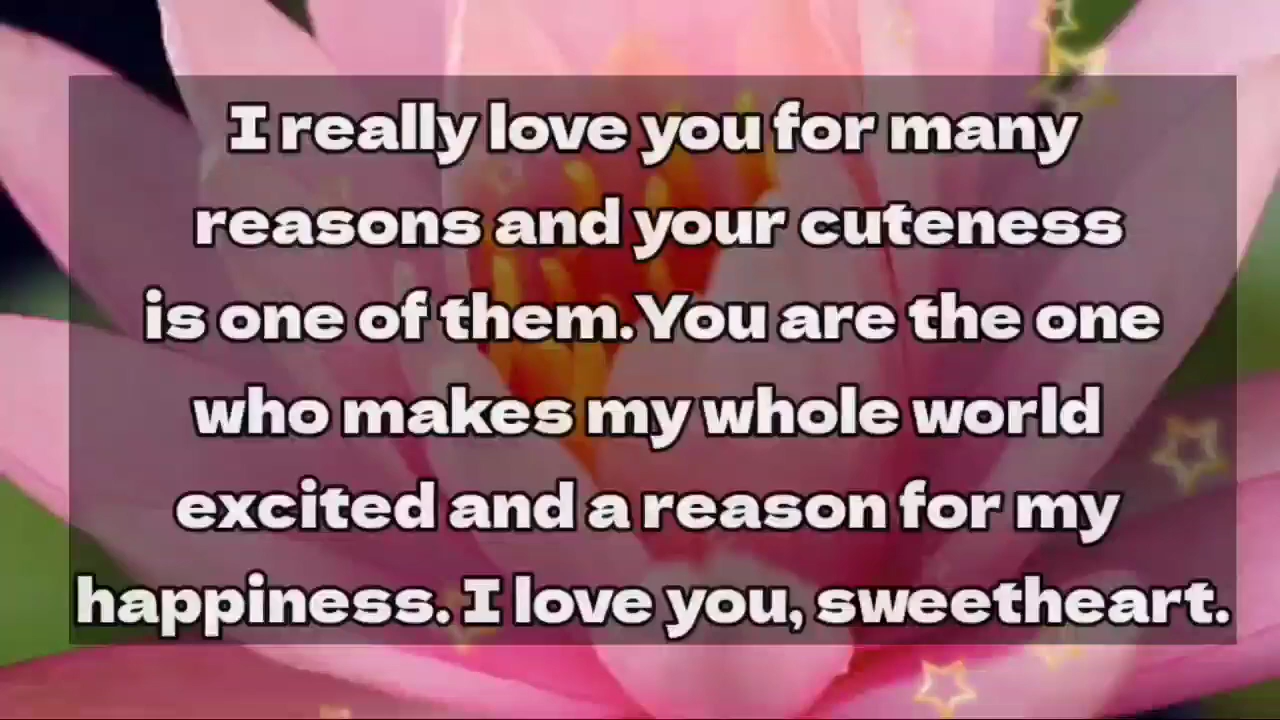 I really love you for many
reasons and your cuteness
is one of them. You are the one
who makes my whole world
excited and a reason for my
happiness. I love you, sweetheart.